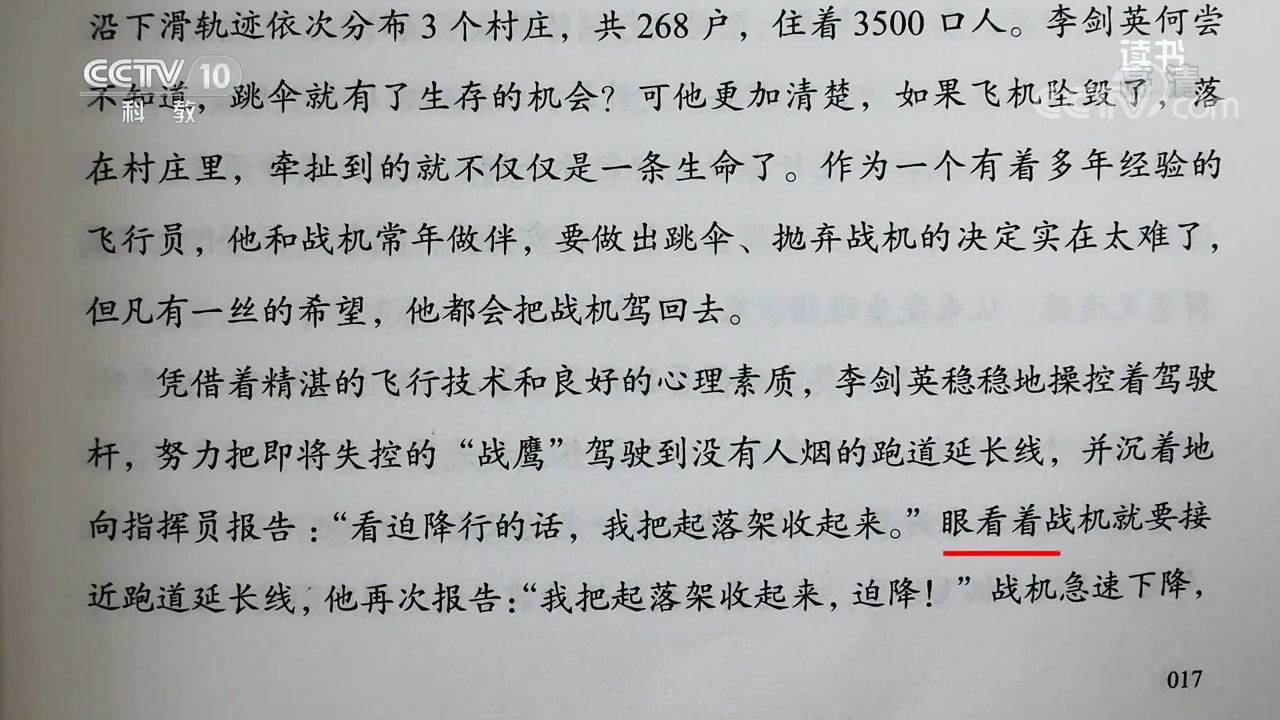 沿下滑轨迹依次分布 3 个村庄，共 268 户，住着 3500 口人。李剑英何尝
不知道，跳伞就有了生存的机会？可他更加清楚，如果飞机坠毁了，落
在村庄里，牵扯到的就不仅仅是一条生命了。作为一个有着多年经验的
飞行员，他和战机常年做伴，要做出跳伞、抛弃战机的决定实在太难了，
但凡有一丝的希望，他都会把战机驾回去。
凭借着精湛的飞行技术和良好的心理素质，李剑英稳稳地操控着驾驶
杆，努力把即将失控的“战鹰”驾驶到没有人烟的跑道延长线，并沉着地
向指挥员报告：“看迫降行的话，我把起落架收起来。”眼看着战机就要接
近跑道延长线，他再次报告：“我把起落架收起来，迫降！”战机急速下降，
017
CCTV 10
科教
读书
高清
CCTV.com